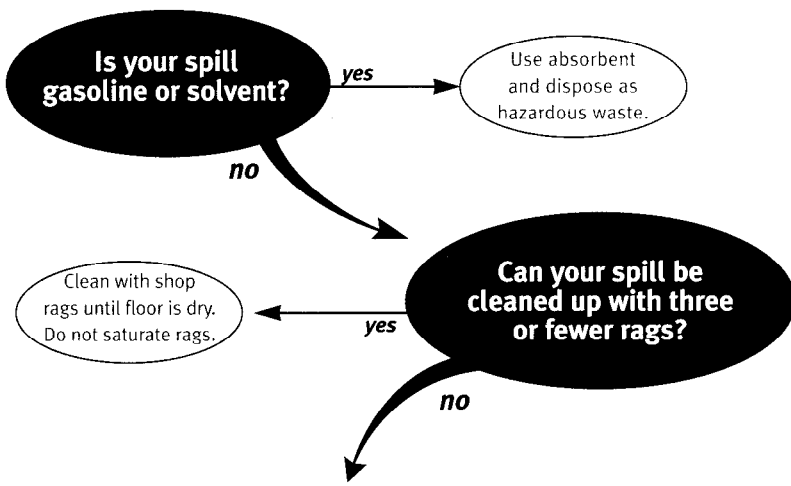 Is your spill
gasoline or solvent?
yes
Use absorbent
and dispose as
hazardous waste.
no
Can your spill be
cleaned up with three
or fewer rags?
yes
Clean with shop
rags until floor is dry.
Do not saturate rags.
no